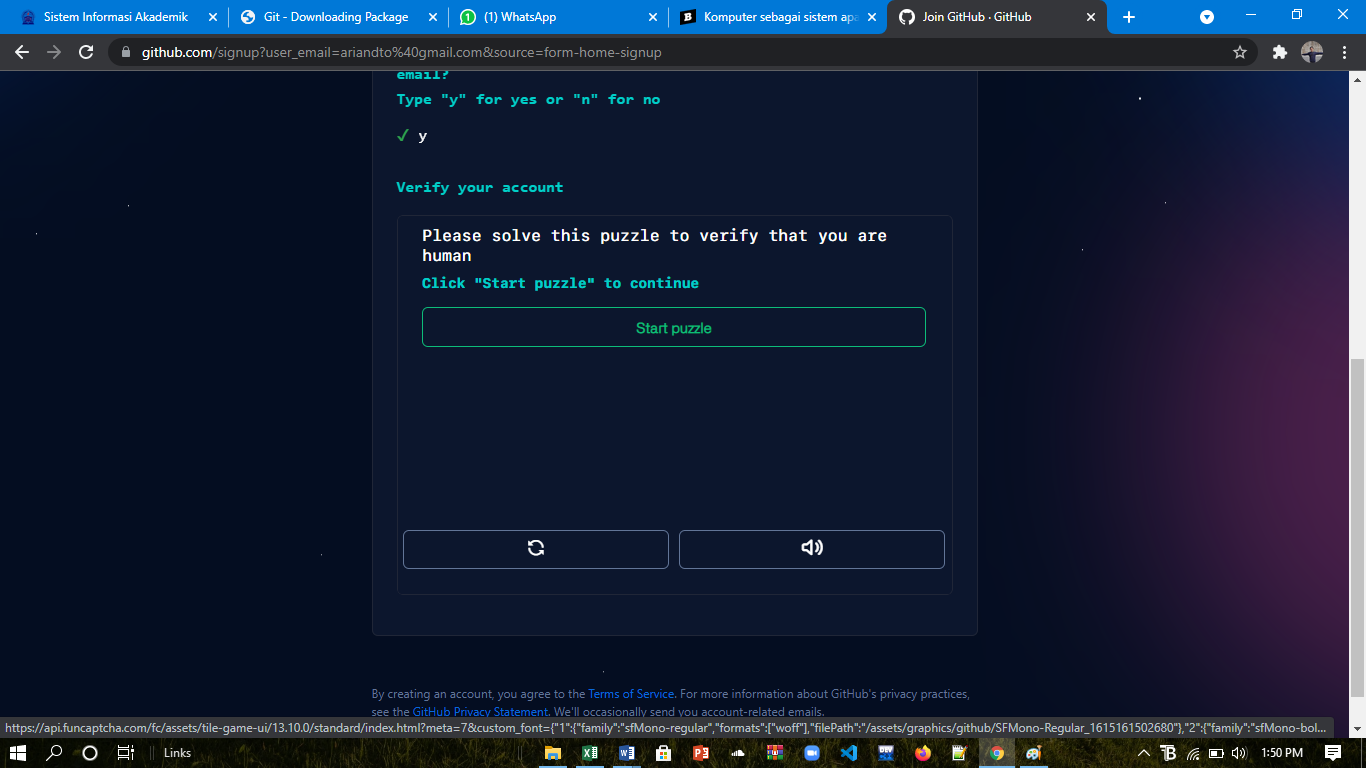 Sistem Informasi Akademik
Git - Downloading Package
(1) WhatsApp
Komputer sebagai sistem apa
Join GitHub · GitHub
github.com/signup?user_email=ariandto%40gmail.com&source=form-home-signup
email?
Type "y" for yes or "n" for no
✓ y
Verify your account
Please solve this puzzle to verify that you are
human
Click "Start puzzle" to continue
Start puzzle
By creating an account, you agree to the Terms of Service. For more information about GitHub's privacy practices,
see the GitHub Privacy Statement. We'll occasionally send you account-related emails.
https://api.funcaptcha.com/fc/assets/tile-game-ui/13.10.0/standard/index.html?meta=7&custom_font={"1":{"family":"sfMono-regular","formats":["woff"],"filePath":"/assets/graphics/github/SFMono-Regular_1615161502680"},"2":{"family":"sfMono-bol...
Links
1:50 PM